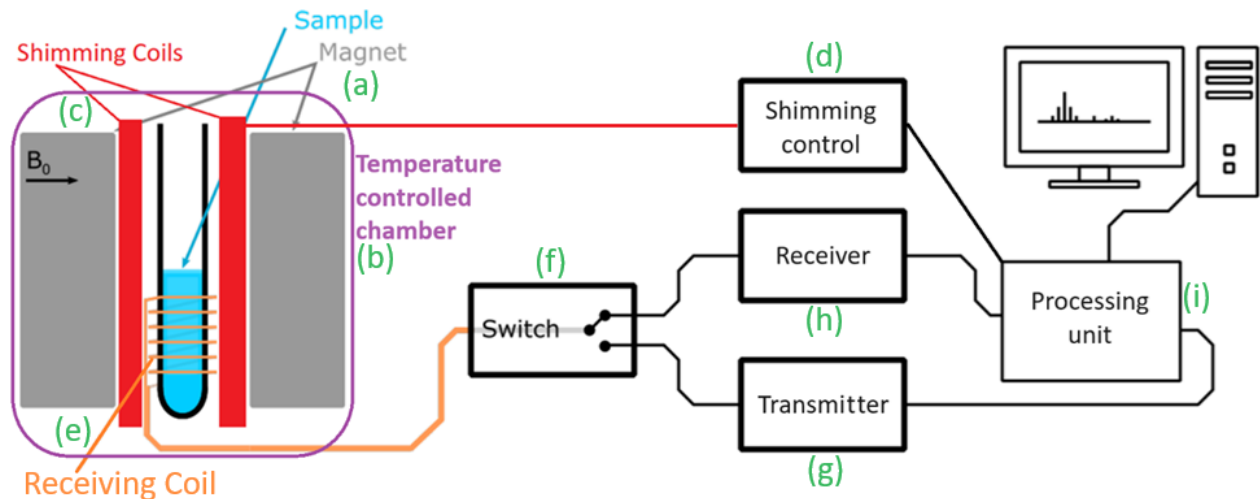 Sample
Shimming Coils
Magnet
(a)
(c)
B₀
Temperature
controlled
chamber
(b)
(e)
Receiving Coil
(d)
Shimming
control
(f)
Switch
Receiver
(h)
Transmitter
(g)
Processing
unit
(i)